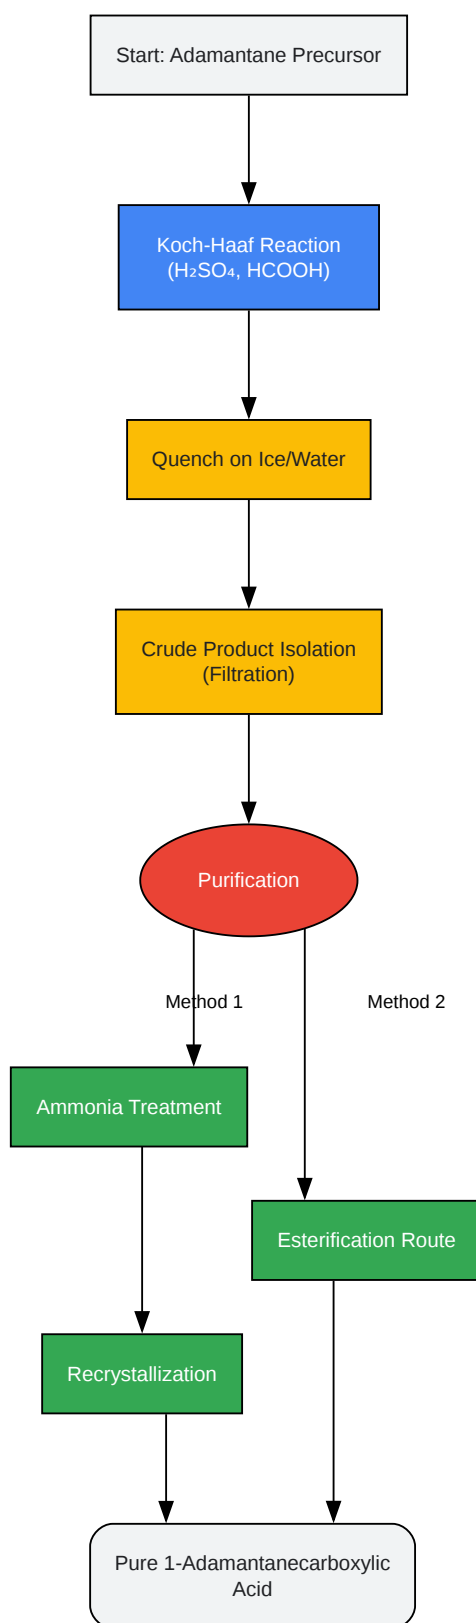 Start: Adamantane Precursor
Koch-Haaf Reaction
(H₂SO₄, HCOOH)
Quench on Ice/Water
Crude Product Isolation
(Filtration)
Purification
Method 1
Method 2
Ammonia Treatment
Esterification Route
Recrystallization
Pure 1-Adamantanecarboxylic
Acid